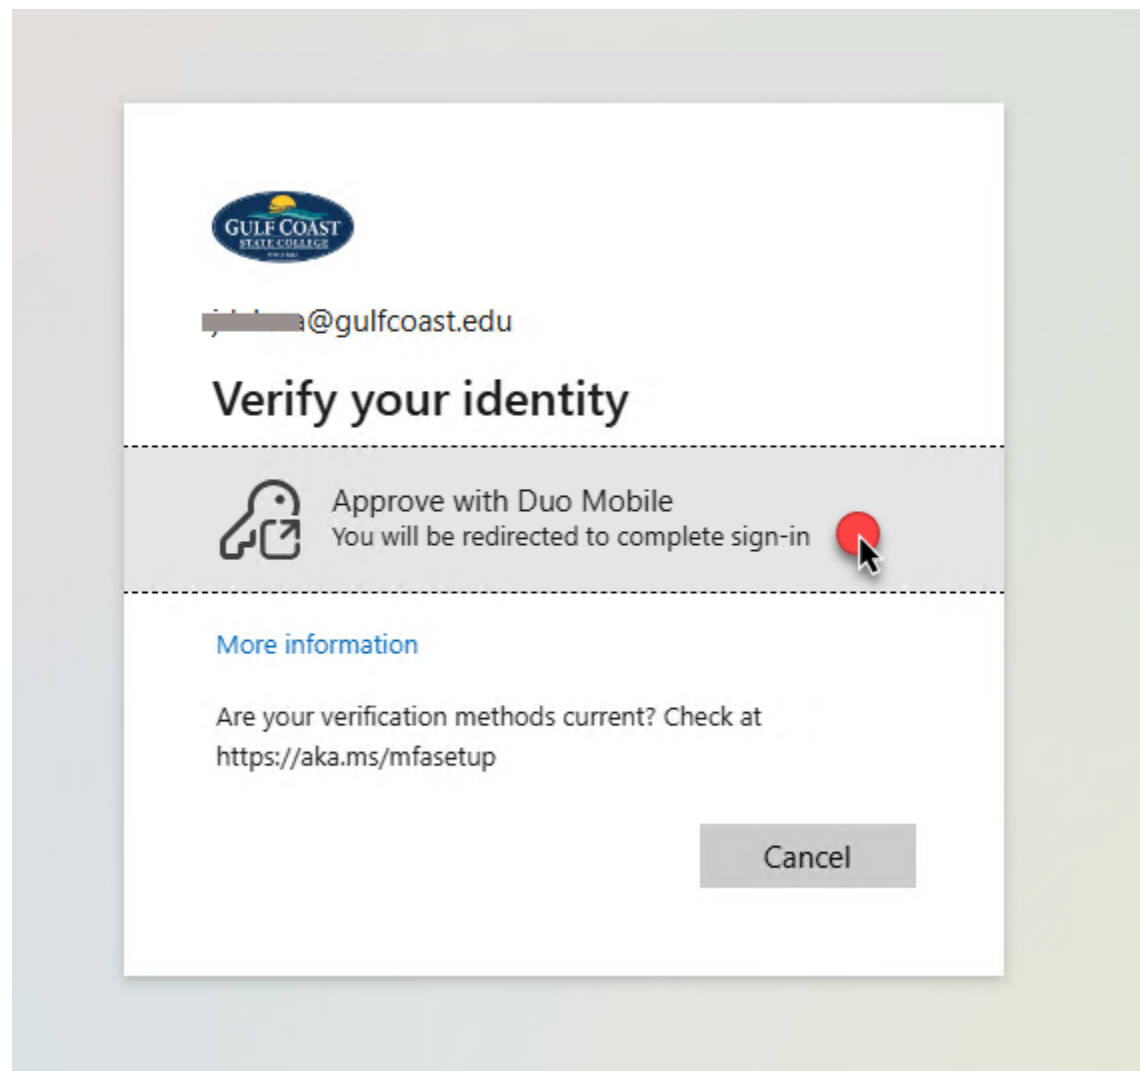 GULF COAST
STATE COLLEGE
@gulfcoast.edu
Verify your identity
Approve with Duo Mobile
You will be redirected to complete sign-in
More information
Are your verification methods current? Check at
https://aka.ms/mfasetup
Cancel